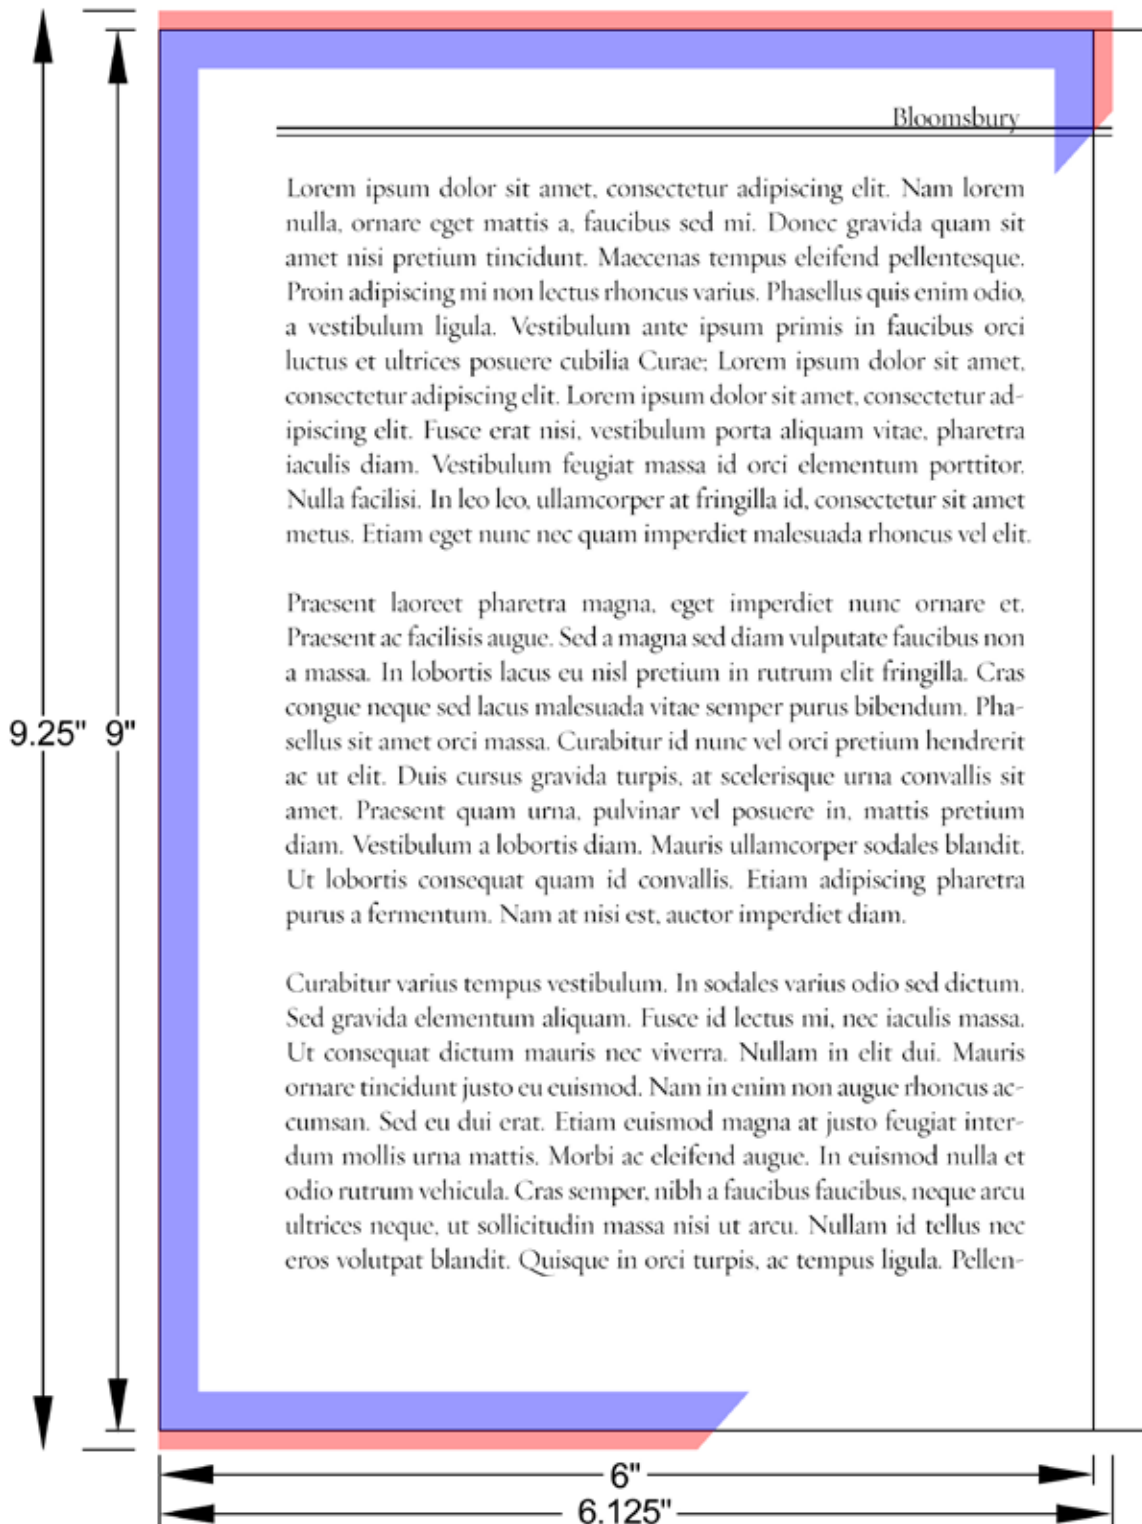 Bloomsbury
Lorem ipsum dolor sit amet, consectetur adipiscing elit. Nam lorem
nulla, ornare eget mattis a, faucibus sed mi. Donec gravida quam sit
amet nisi pretium tincidunt. Maecenas tempus eleifend pellentesque.
Proin adipiscing mi non lectus rhoncus varius. Phasellus quis enim odio,
a vestibulum ligula. Vestibulum ante ipsum primis in faucibus orci
luctus et ultrices posuere cubilia Curae; Lorem ipsum dolor sit amet,
consectetur adipiscing elit. Lorem ipsum dolor sit amet, consectetur ad-
ipiscing elit. Fusce erat nisi, vestibulum porta aliquam vitae, pharetra
iaculis diam. Vestibulum feugiat massa id orci elementum porttitor.
Nulla facilisi. In leo leo, ullamcorper at fringilla id, consectetur sit amet
metus. Etiam eget nunc nec quam imperdiet malesuada rhoncus vel elit.
Praesent laoreet pharetra magna, eget imperdiet nunc ornare et.
Praesent ac facilisis augue. Sed a magna sed diam vulputate faucibus non
a massa. In lobortis lacus eu nisl pretium in rutrum elit fringilla. Cras
congue neque sed lacus malesuada vitae semper purus bibendum. Pha-
sellus sit amet orci massa. Curabitur id nunc vel orci pretium hendrerit
ac ut elit. Duis cursus gravida turpis, at scelerisque urna convallis sit
amet. Praesent quam urna, pulvinar vel posuere in, mattis pretium
diam. Vestibulum a lobortis diam. Mauris ullamcorper sodales blandit.
Ut lobortis consequat quam id convallis. Etiam adipiscing pharetra
purus a fermentum. Nam at nisi est, auctor imperdiet diam.
Curabitur varius tempus vestibulum. In sodales varius odio sed dictum.
Sed gravida elementum aliquam. Fusce id lectus mi, nec iaculis massa.
Ut consequat dictum mauris nec viverra. Nullam in elit dui. Mauris
ornare tincidunt justo eu euismod. Nam in enim non augue rhoncus ac-
cumsan. Sed eu dui erat. Etiam euismod magna at justo feugiat inter-
dum mollis urna mattis. Morbi ac eleifend augue. In euismod nulla et
odio rutrum vehicula. Cras semper, nibh a faucibus faucibus, neque arcu
ultrices neque, ut sollicitudin massa nisi ut arcu. Nullam id tellus nec
eros volutpat blandit. Quisque in orci turpis, ac tempus ligula. Pellen-
9.25" 9"
6"
6.125"